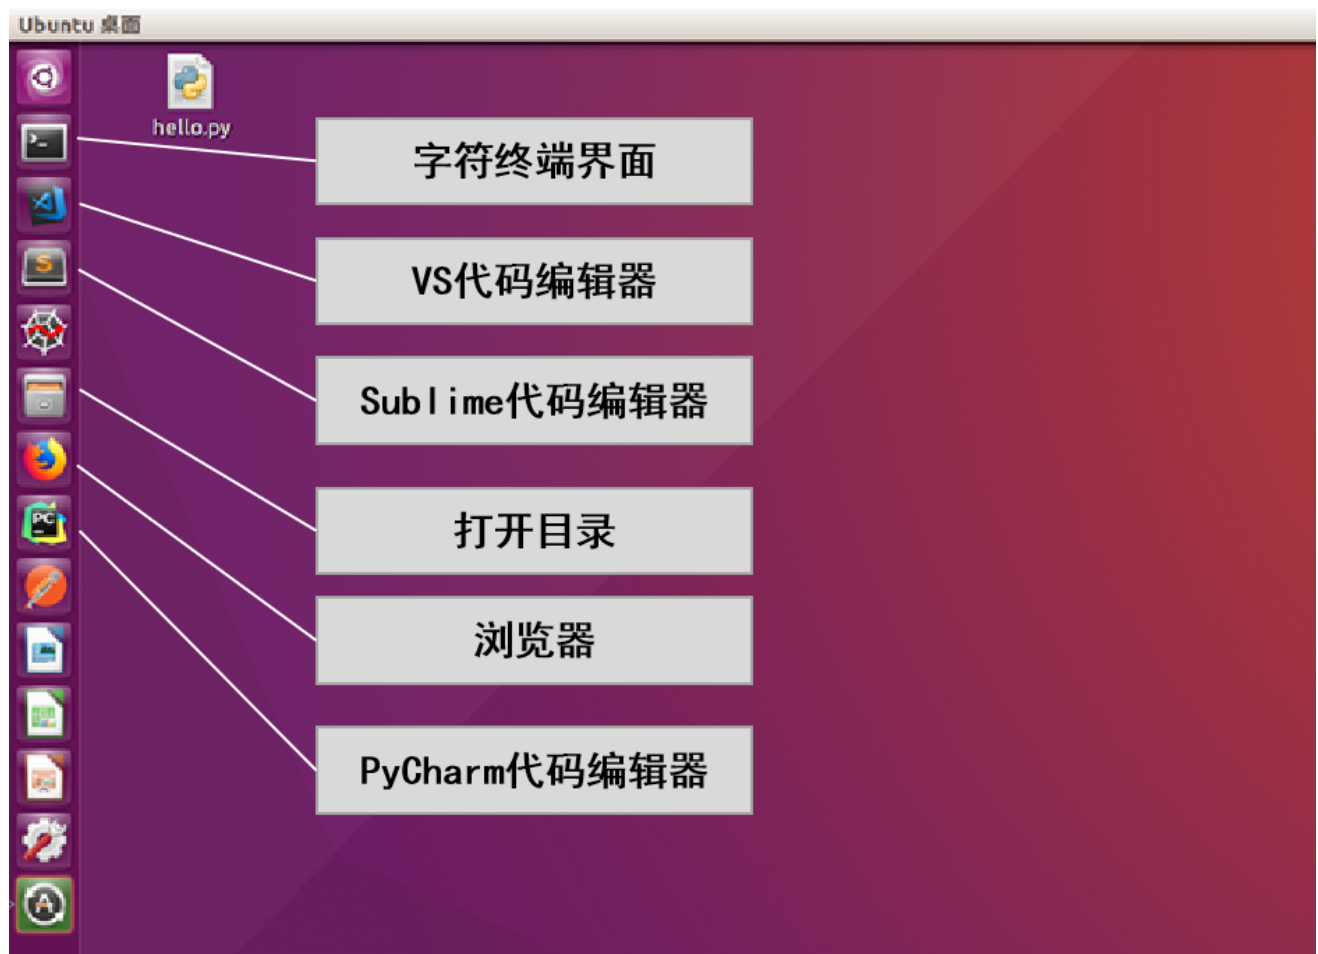 Ubuntu 桌面
hello.py
字符终端界面
VS代码编辑器
Sublime代码编辑器
打开目录
浏览器
PyCharm代码编辑器